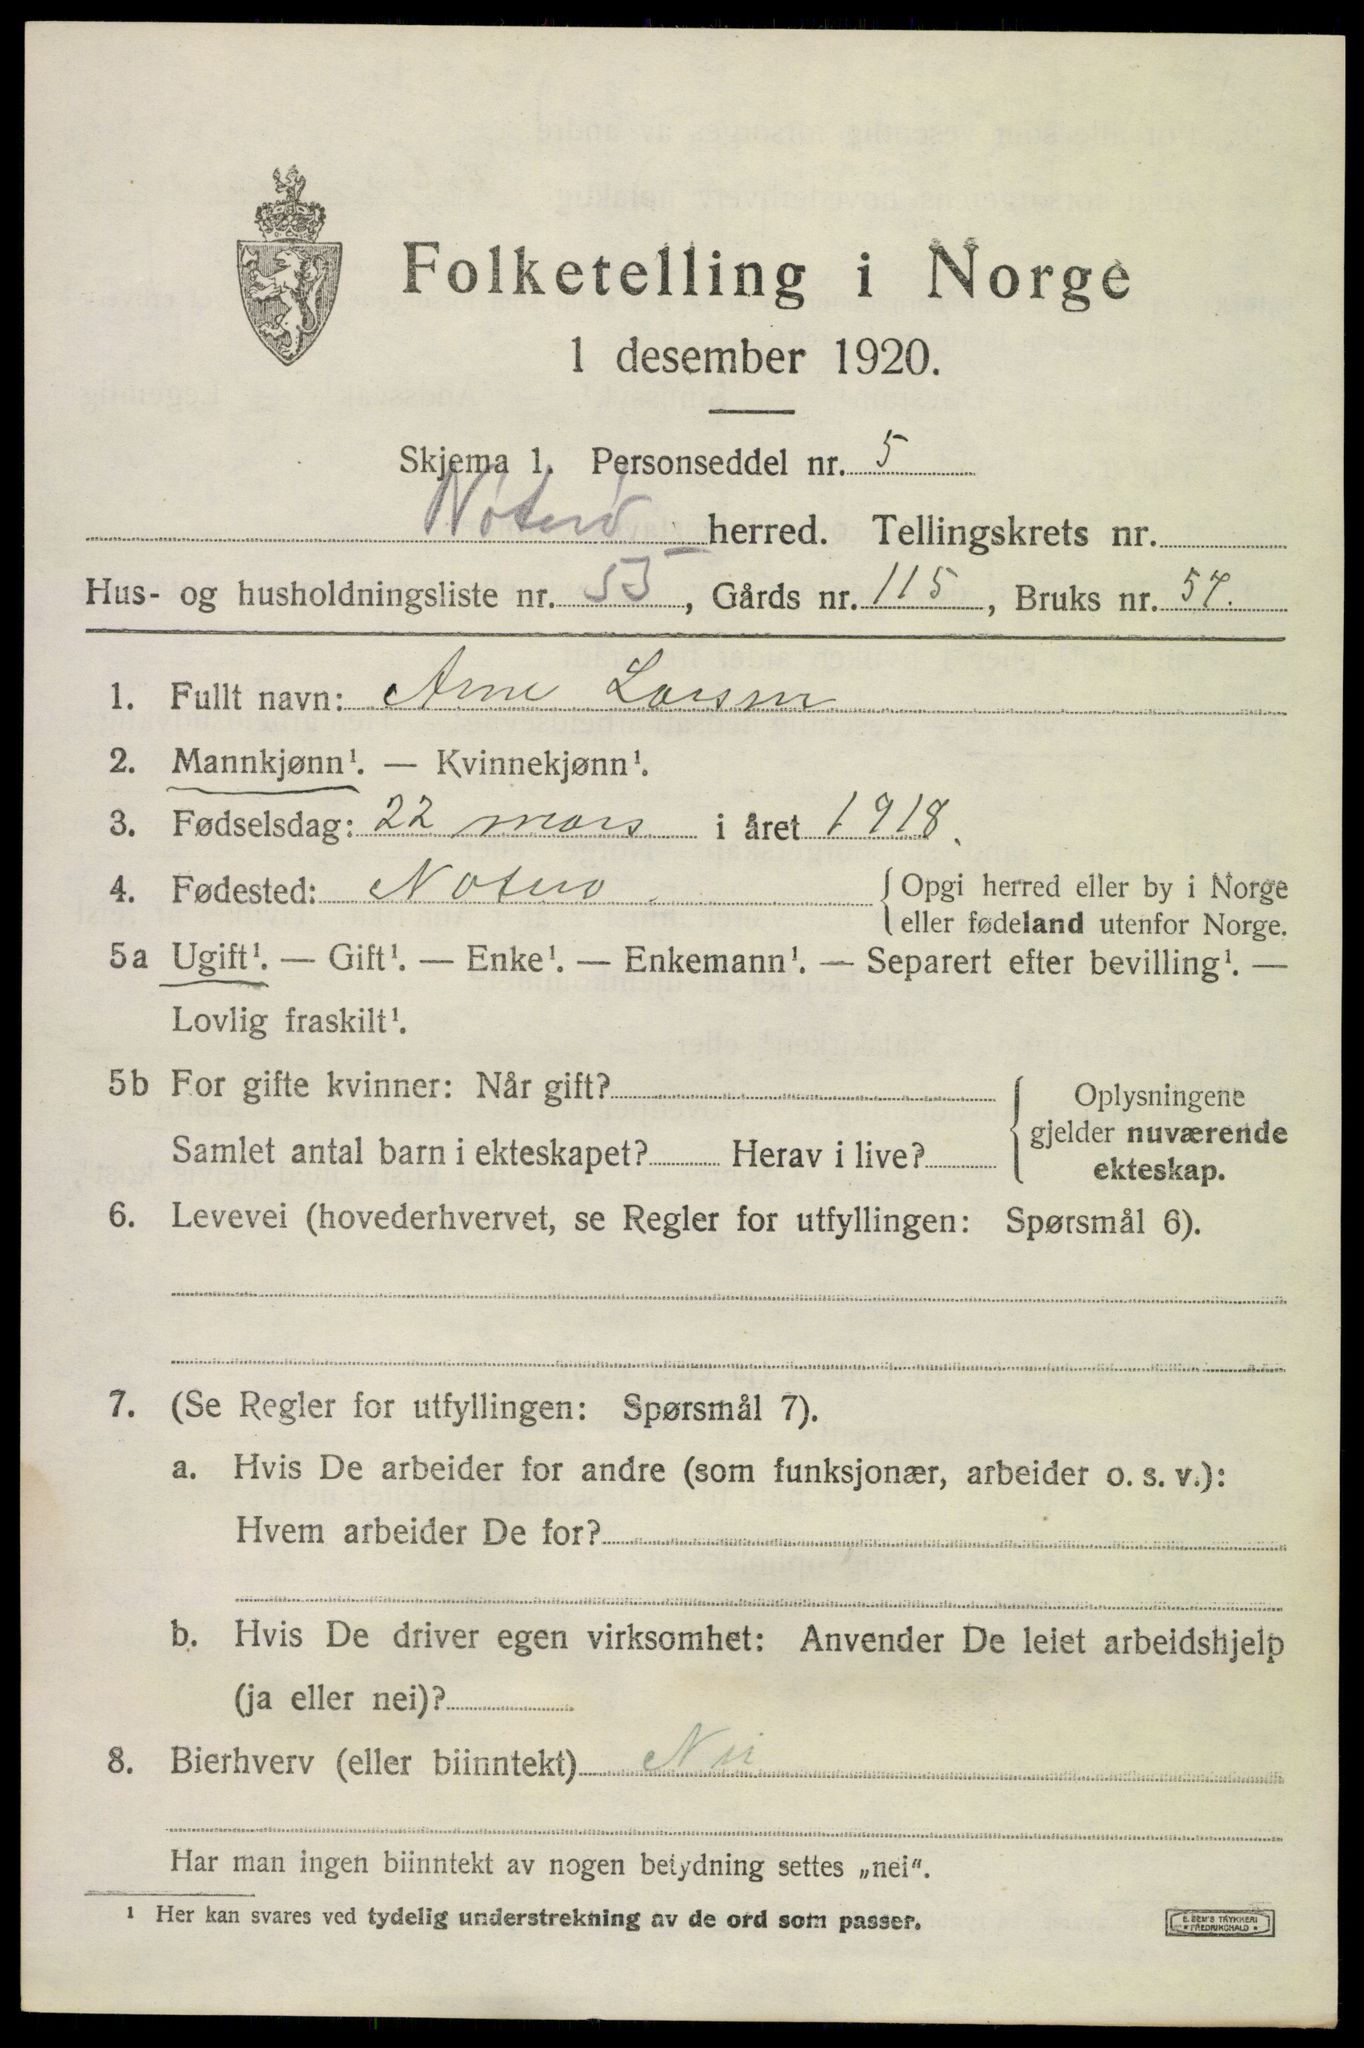 Folketelling i Norge
1 desember 1920.
Skjema 1. Personseddel nr. 5
Nøterø herred. Tellingskrets nr.
Hus- og husholdningsliste nr. 53, Gårds nr. 115, Bruks nr. 57.
1. Fullt navn: Arne Larsen
2. Mannkjønn¹. — Kvinnekjønn¹.
3. Fødselsdag: 22 mars i året 1918.
4. Fødested: Nøterø { Opgi herred eller by i Norge
eller fødeland utenfor Norge.
5a Ugift¹. — Gift¹. — Enke¹. — Enkemann¹. — Separert efter bevilling¹. —
Lovlig fraskilt¹.
5b For gifte kvinner: Når gift? { Oplysningene
gjelder nuværende
Samlet antal barn i ekteskapet? Herav i live? ekteskap.
6. Levevei (hovederhvervet, se Regler for utfyllingen: Spørsmål 6).
7. (Se Regler for utfyllingen: Spørsmål 7).
a. Hvis De arbeider for andre (som funksjonær, arbeider o. s. v.):
Hvem arbeider De for?
b. Hvis De driver egen virksomhet: Anvender De leiet arbeidshjelp
(ja eller nei)?
8. Bierhverv (eller biinntekt) Nei
Har man ingen biinntekt av nogen betydning settes „nei“.
¹ Her kan svares ved tydelig understrekning av de ord som passer.
E. SEM'S TRYKKERI
* FREDRIKSHALD *